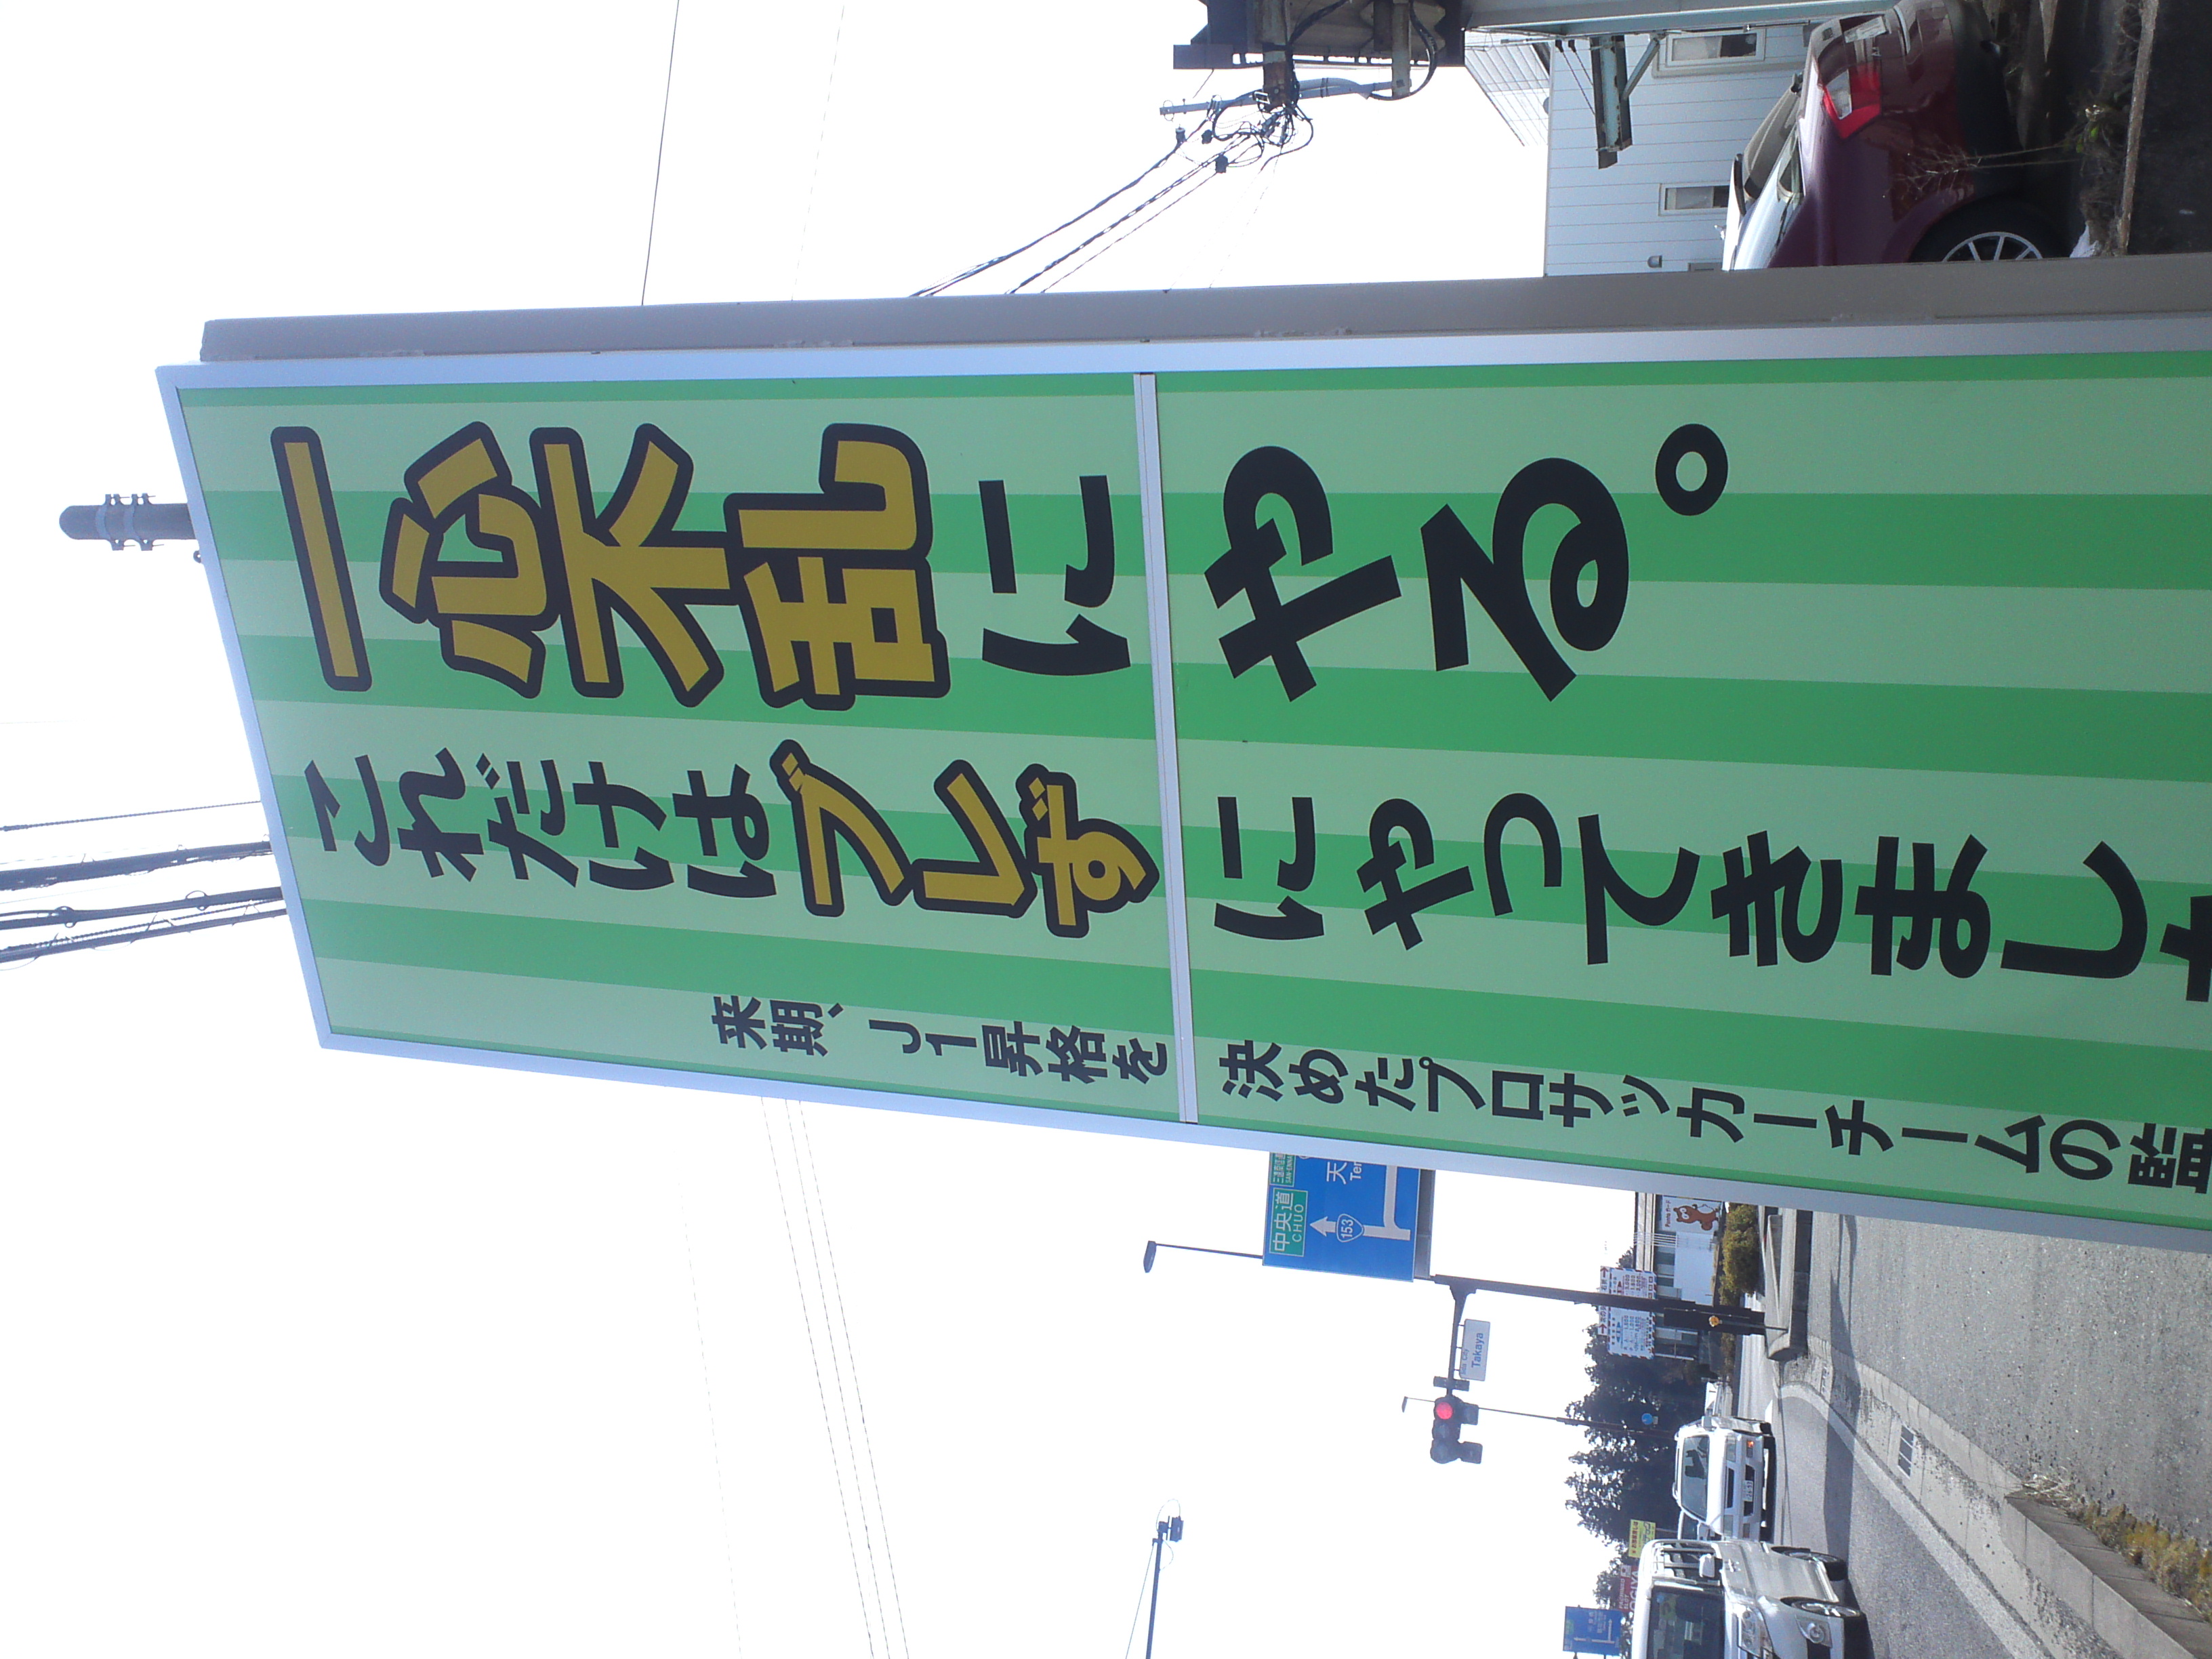 一心不乱にやる。
これだけはブレずにやってきまし
来期、J1昇格を決めたプロサッカーチームの監
中央道
CHUO
153
天
Takaya